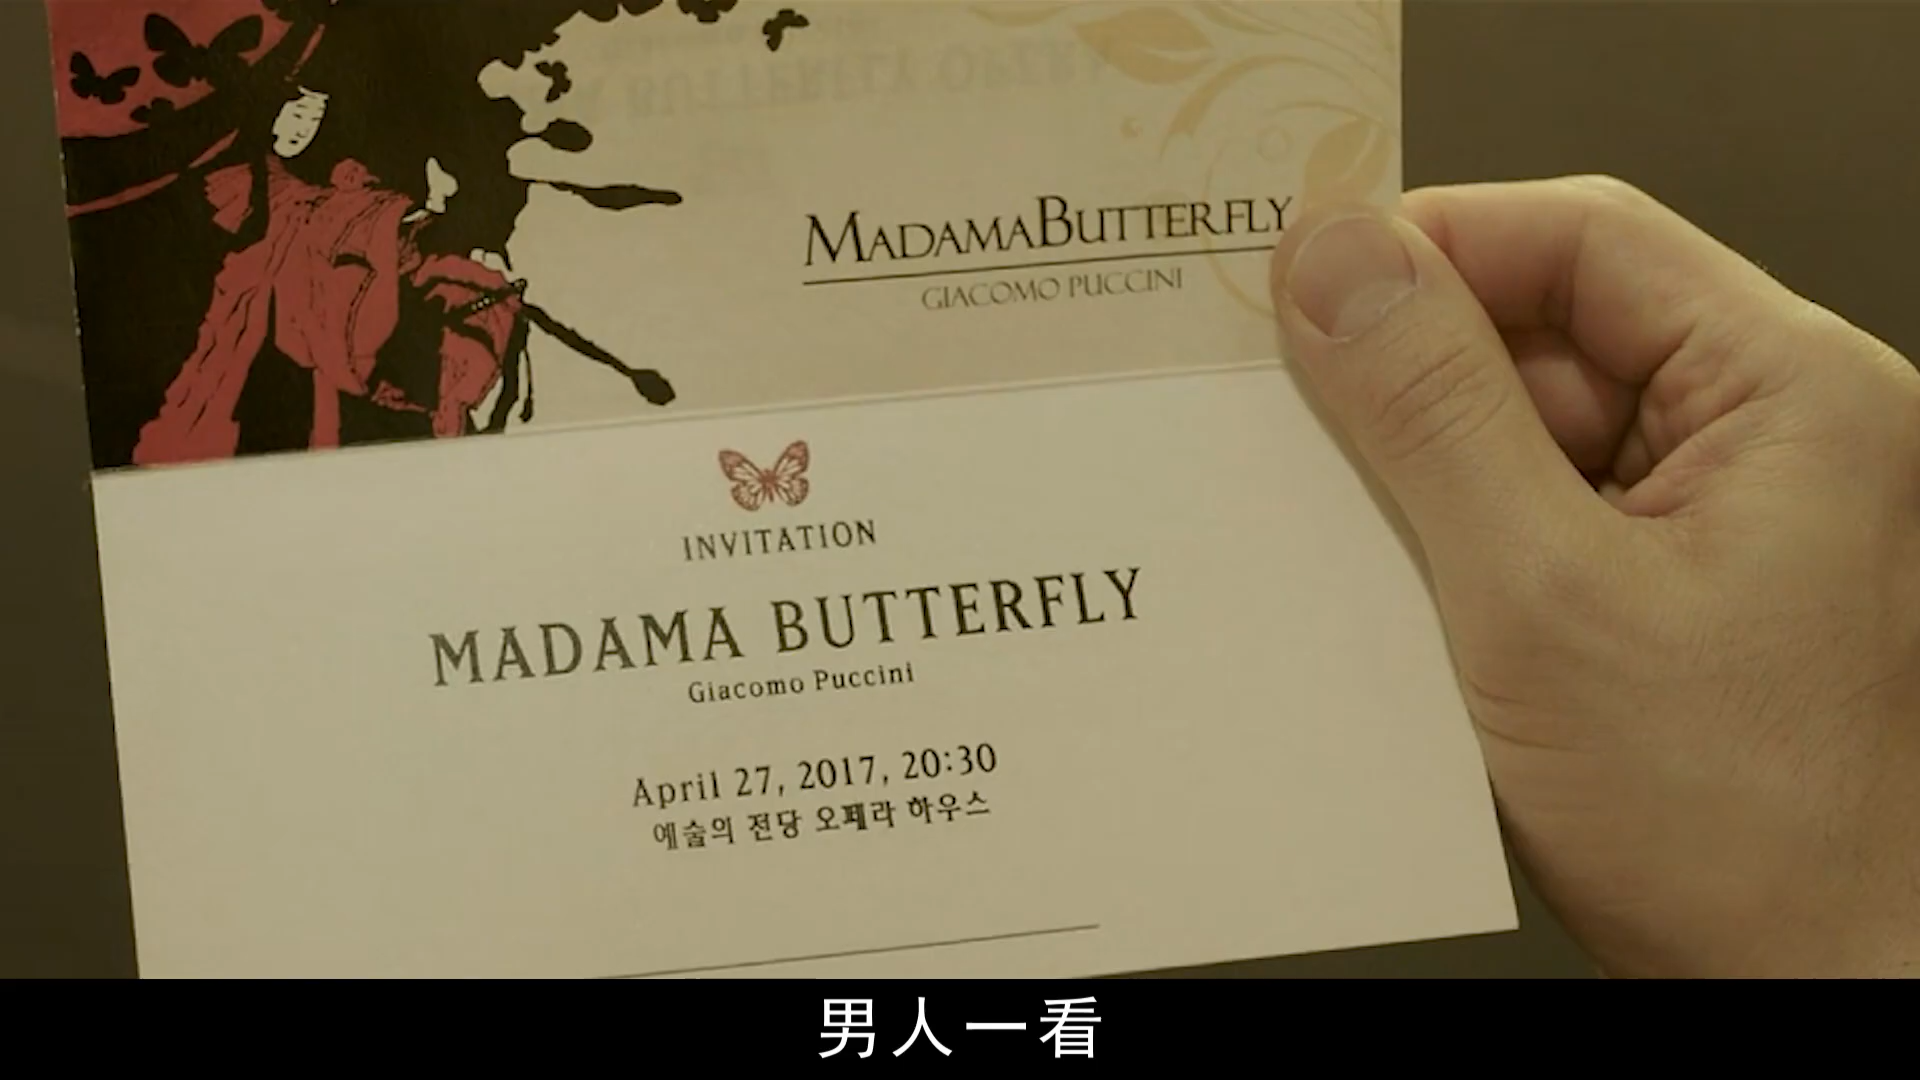 MADAMABUTTERFLY
GIACOMO PUCCINI
INVITATION
MADAMA BUTTERFLY
Giacomo Puccini
April 27, 2017, 20:30
예술의 전당 오페라 하우스
男人一看